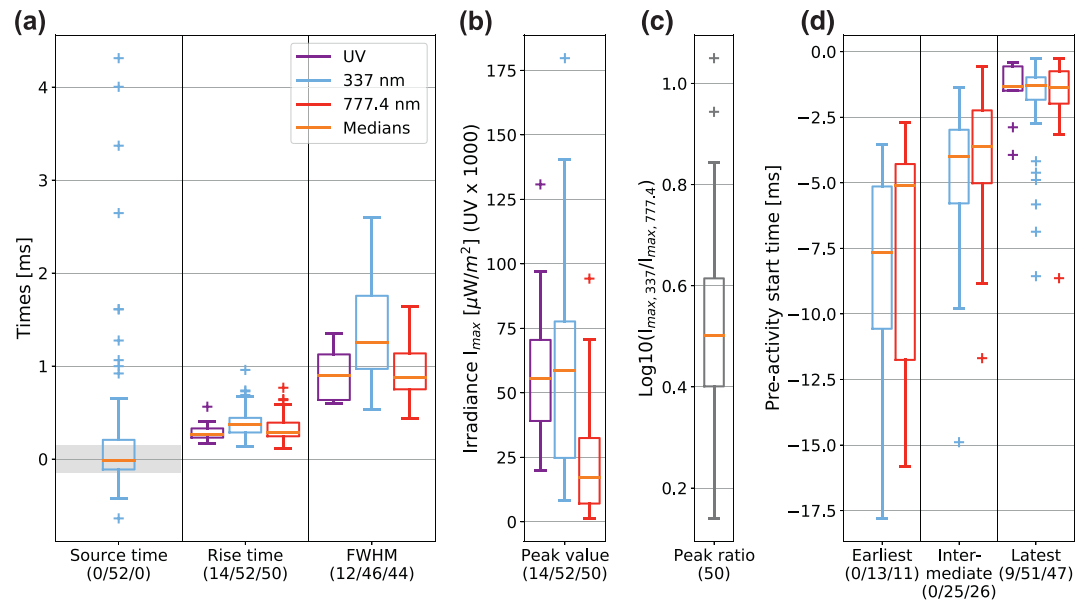 (a)
Times [ms]
4
3
2
1
0
UV
337 nm
777.4 nm
Medians
Source time
(0/52/0)
Rise time
(14/52/50)
FWHM
(12/46/44)
(b)
Irradiance I_max [μW/m²] (UV x 1000)
175
150
125
100
75
50
25
0
Peak value
(14/52/50)
(c)
Log10(I_max,337/I_max,777.4)
1.0
0.8
0.6
0.4
0.2
Peak ratio
(50)
(d)
Pre-activity start time [ms]
0.0
−2.5
−5.0
−7.5
−10.0
−12.5
−15.0
−17.5
Earliest
(0/13/11)
Inter-
mediate
(0/25/26)
Latest
(9/51/47)